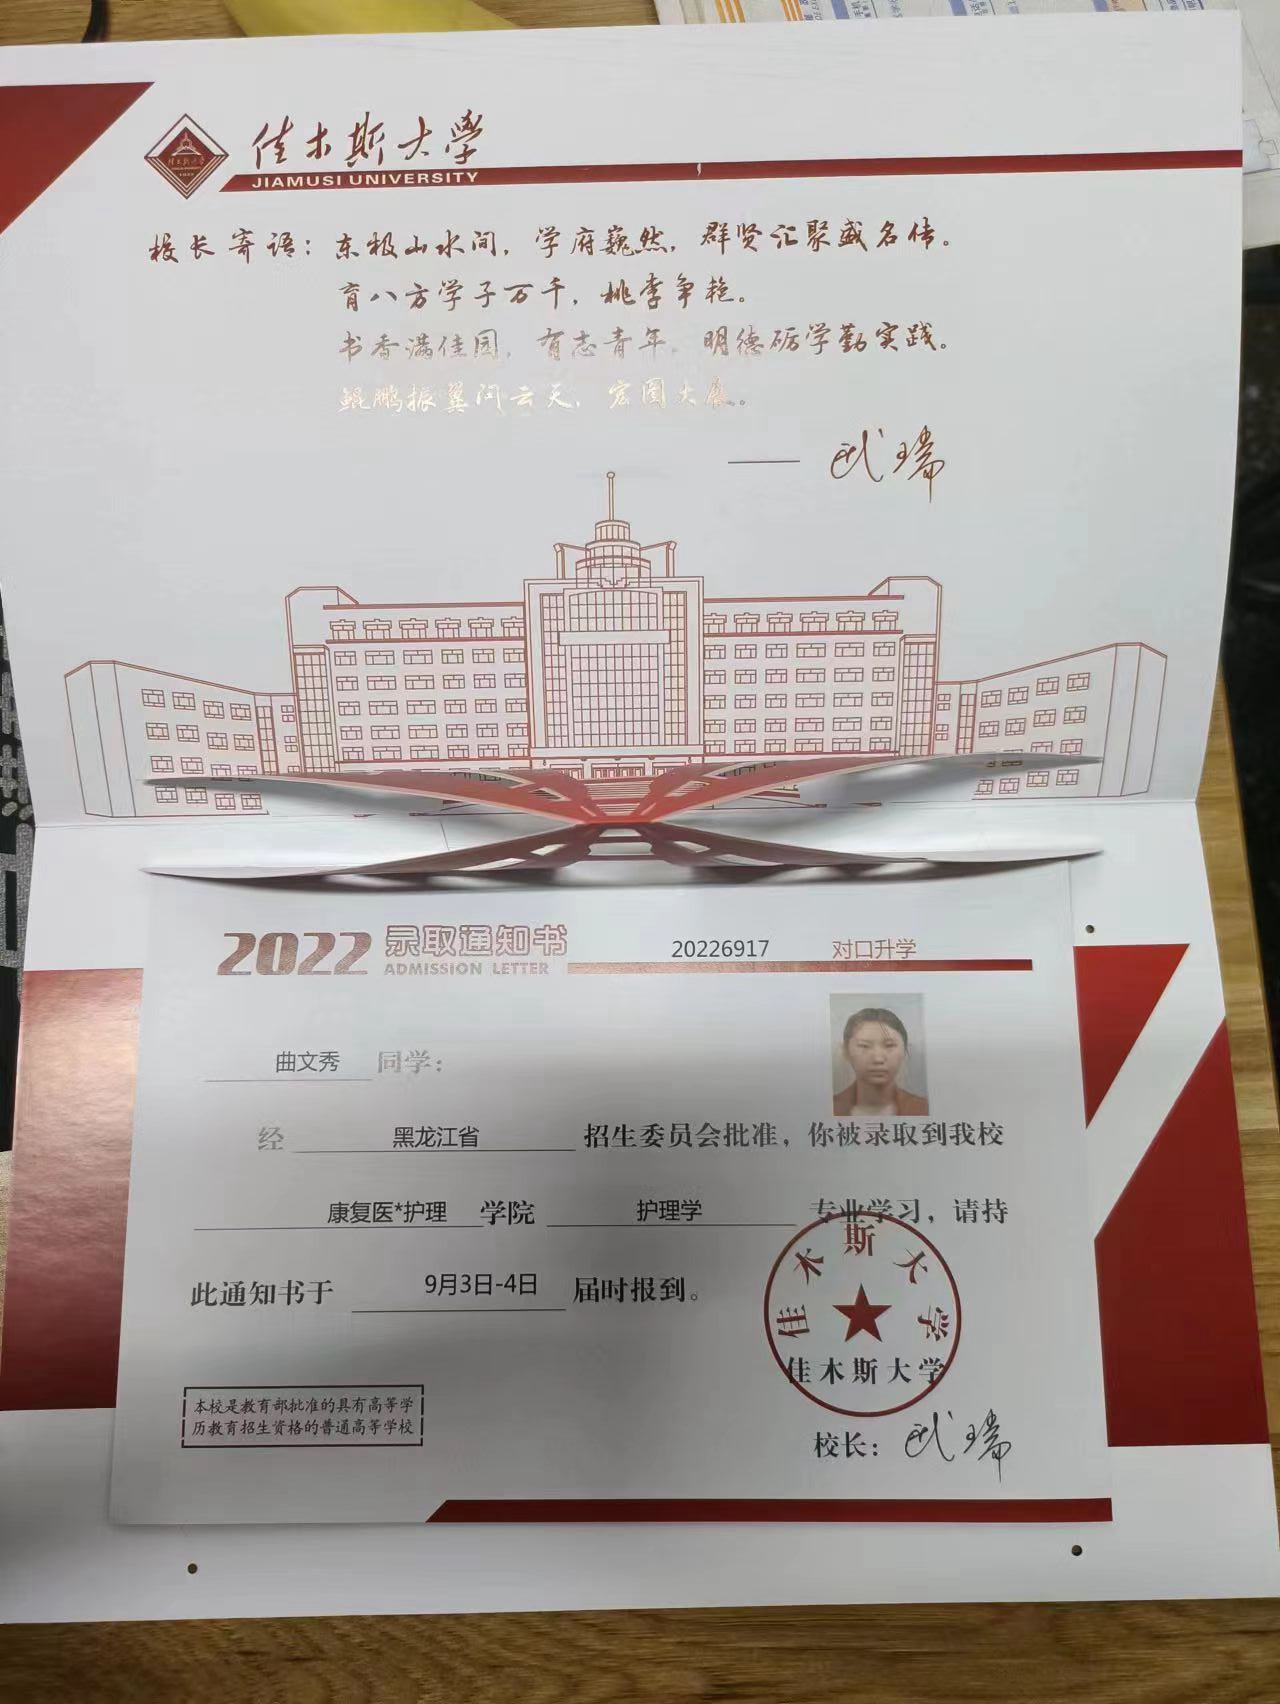 佳木斯大学
JIAMUSI UNIVERSITY
校长寄语：东极山水间，学府巍然，群贤汇聚盛名传。
育八方学子万千，桃李争艳。
书香满佳园，有志青年，明德砺学勤实践。
鲲鹏振翼问云天，宏图大展。
—— 武瑞
2022 录取通知书 20226917 对口升学
ADMISSION LETTER
曲文秀 同学：
经 黑龙江省 招生委员会批准，你被录取到我校
康复医*护理 学院 护理学 专业学习，请持
此通知书于 9月3日-4日 届时报到。
佳木斯大学
佳木斯大学
本校是教育部批准的具有高等学
历教育招生资格的普通高等学校
校长：武瑞